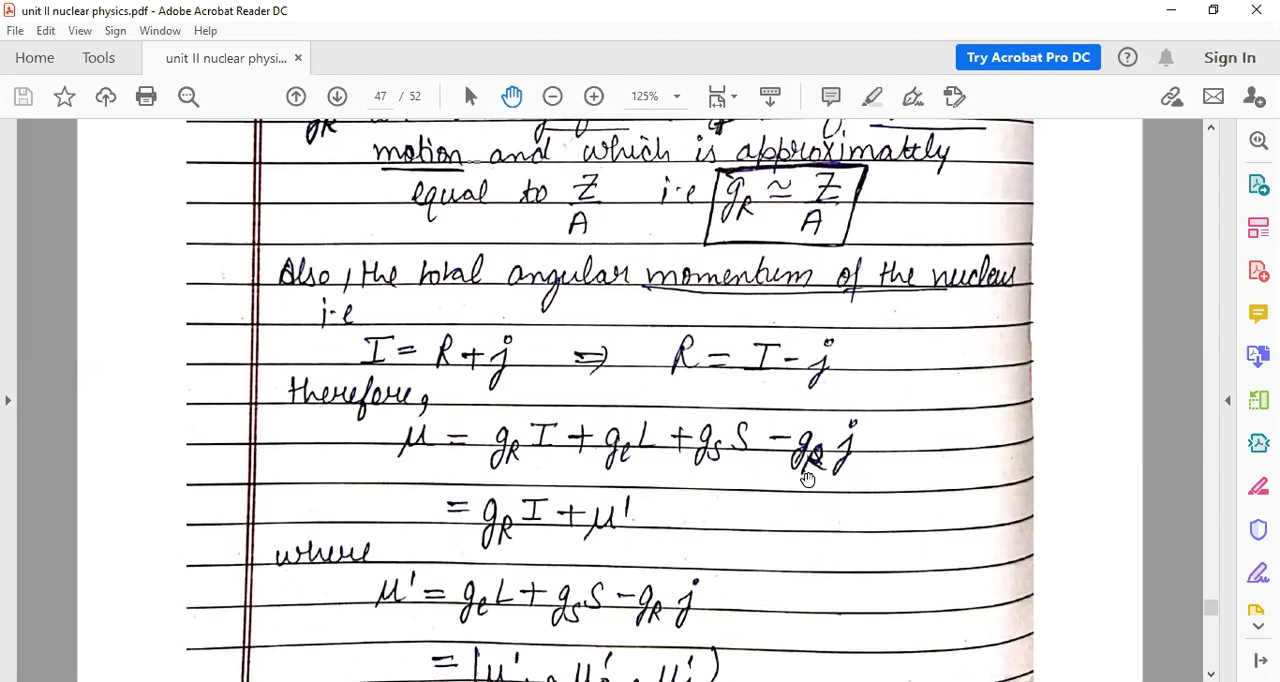 unit II nuclear physics.pdf - Adobe Acrobat Reader DC
File Edit View Sign Window Help
Home Tools unit II nuclear physi... × Try Acrobat Pro DC Sign In
47 / 52 125%
gR
motion and which is approximattly
equal to Z/A i.e gR ≃ Z/A
Also, the total angular momentum of the nucleus
i.e
I = R + j ⇒ R = I - j
therefore,
μ = gR I + gℓ L + gs S - gR j
= gR I + μ'
where
μ' = gℓ L + gs S - gR j